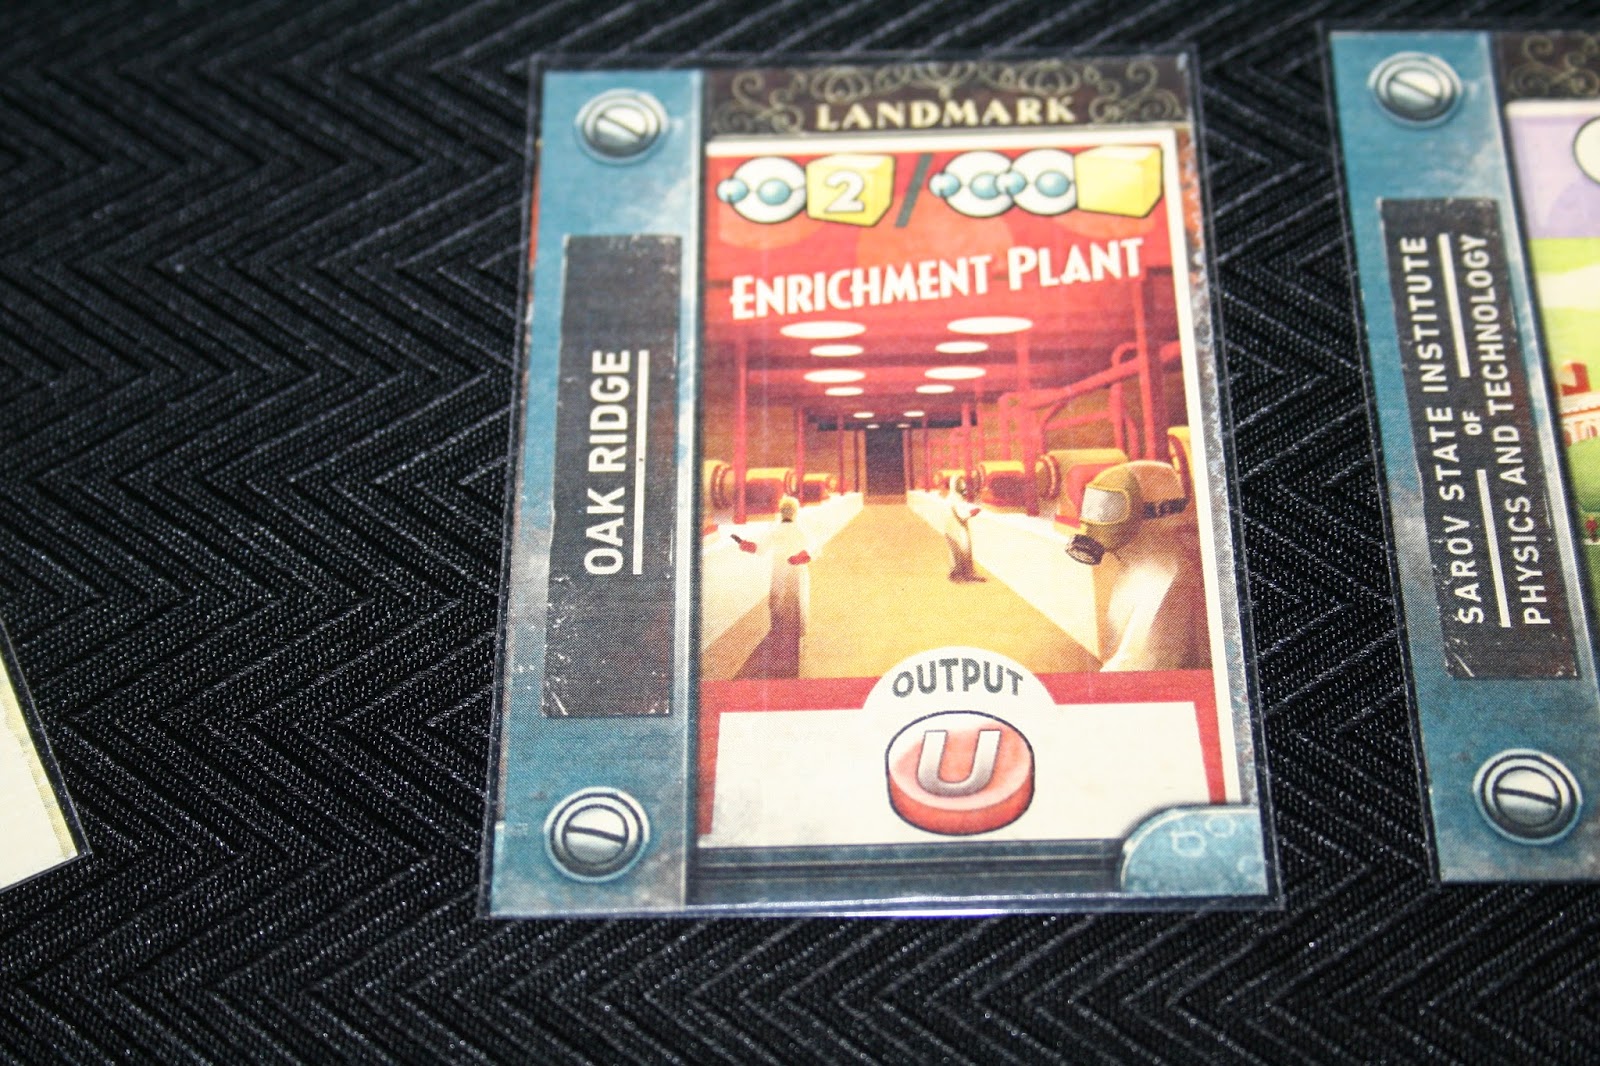 LANDMARK
2
ENRICHMENT PLANT
OAK RIDGE
OUTPUT
U
SAROV STATE INSTITUTE
OF
PHYSICS AND TECHNOLOGY